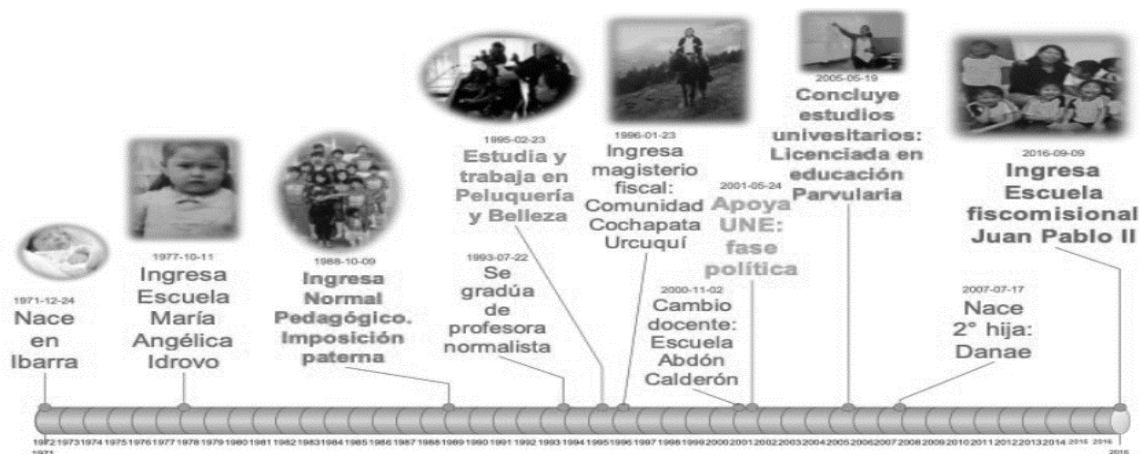 1971-12-24
Nace
en
Ibarra
1977-10-11
Ingresa
Escuela
María
Angélica
Idrovo
1988-10-09
Ingresa
Normal
Pedagógico.
Imposición
paterna
1993-07-22
Se
gradúa
de
profesora
normalista
1995-02-23
Estudia y
trabaja en
Peluquería
y Belleza
1996-01-23
Ingresa
magisterio
fiscal:
Comunidad
Cochapata
Urcuquí
2000-11-02
Cambio
docente:
Escuela
Abdón
Calderón
2001-05-24
Apoya
UNE:
fase
política
2005-05-19
Concluye
estudios
univesitarios:
Licenciada en
educación
Parvularia
2007-07-17
Nace
2° hija:
Danae
2016-09-09
Ingresa
Escuela
fiscomisional
Juan Pablo II
1972 1973 1974 1975 1976 1977 1978 1979 1980 1981 1982 1983 1984 1985 1986 1987 1988 1989 1990 1991 1992 1993 1994 1995 1996 1997 1998 1999 2000 2001 2002 2003 2004 2005 2006 2007 2008 2009 2010 2011 2012 2013 2014 2015 2016
1971 2016